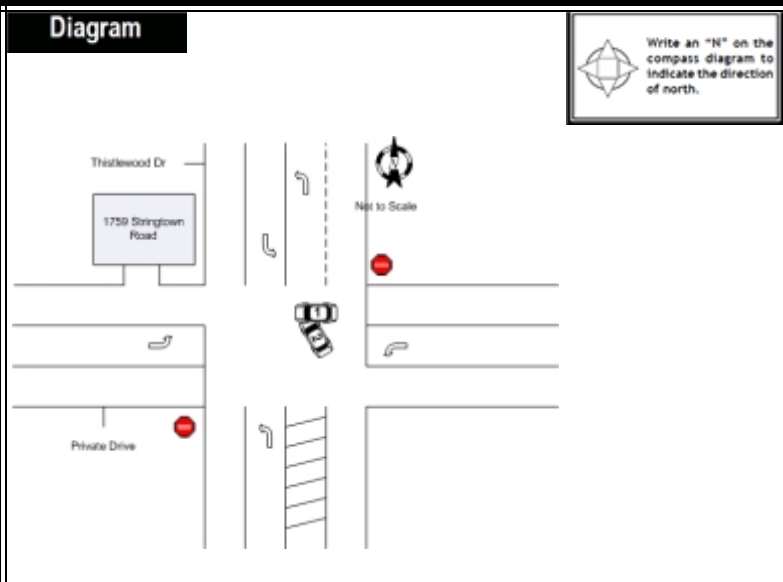 Diagram
Write an "N" on the
compass diagram to
indicate the direction
of north.
Thistlewood Dr
Not to Scale
1759 Stringtown
Road
1
2
Private Drive